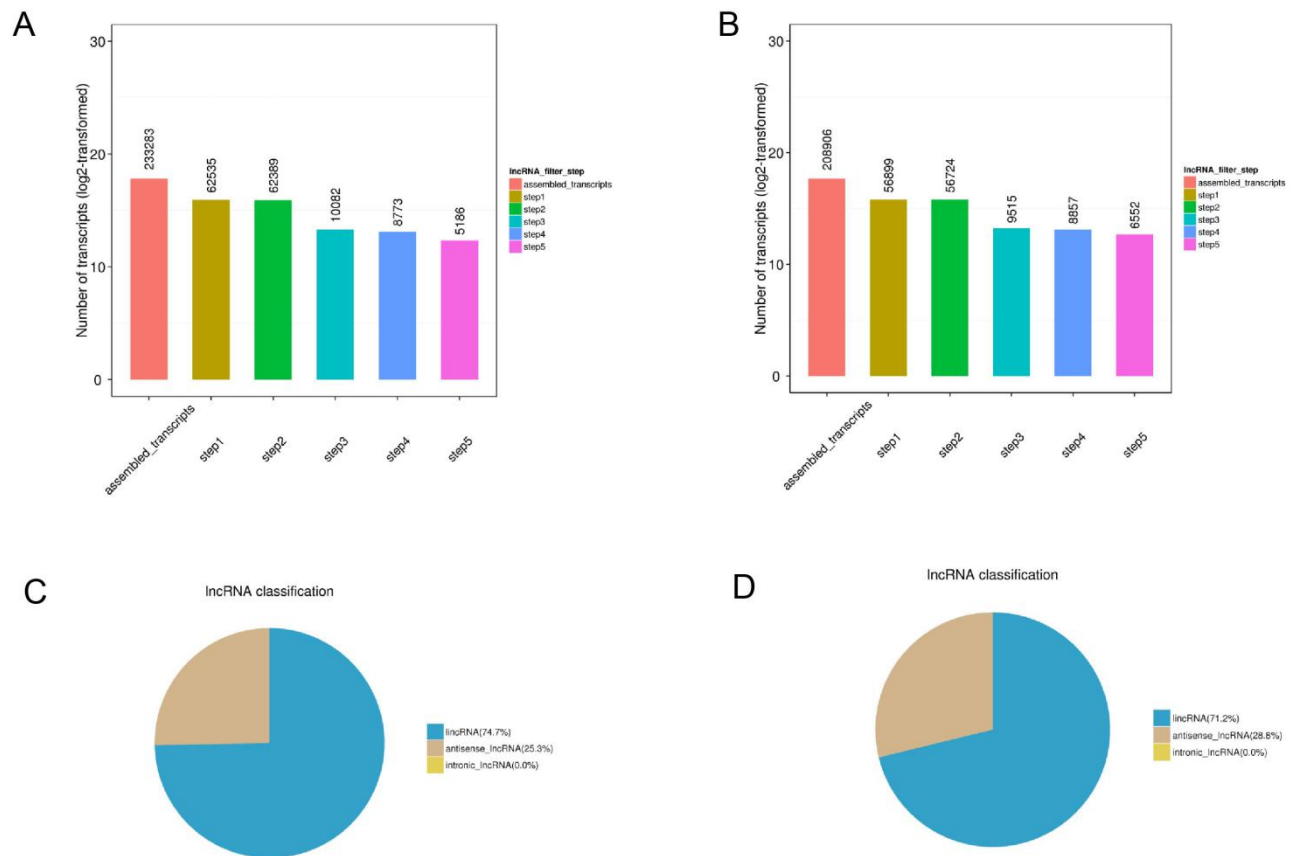 A
Number of transcripts (log2-transformed)
30
20
10
0
233283
62535
62389
10082
8773
5186
assembled_transcripts
step1
step2
step3
step4
step5
lncRNA_filter_step
assembled_transcripts
step1
step2
step3
step4
step5
B
Number of transcripts (log2-transformed)
30
20
10
0
208906
56899
56724
9515
8857
6552
assembled_transcripts
step1
step2
step3
step4
step5
lncRNA_filter_step
assembled_transcripts
step1
step2
step3
step4
step5
C
lncRNA classification
lincRNA(74.7%)
antisense_lncRNA(25.3%)
intronic_lncRNA(0.0%)
D
lncRNA classification
lincRNA(71.2%)
antisense_lncRNA(28.8%)
intronic_lncRNA(0.0%)